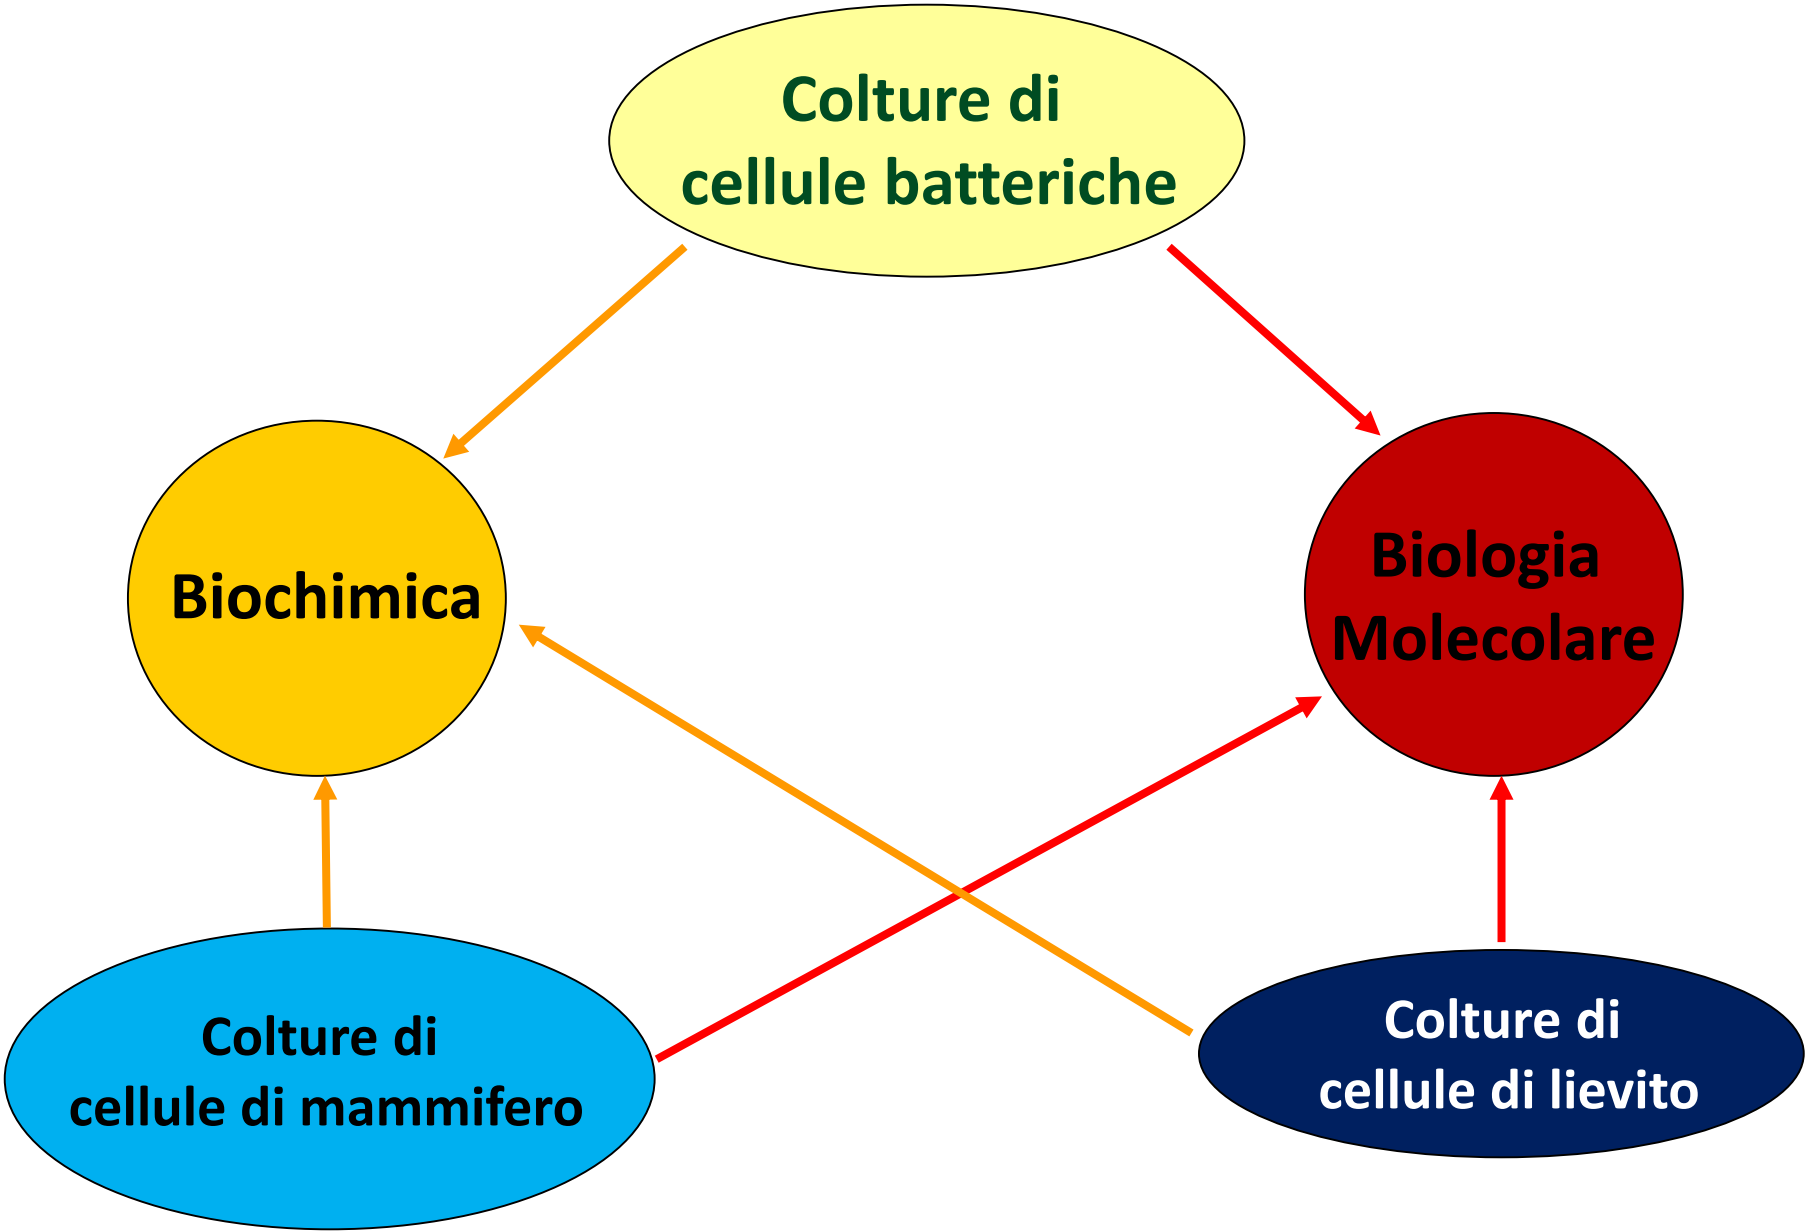 Colture di
cellule batteriche
Biochimica
Biologia
Molecolare
Colture di
cellule di mammifero
Colture di
cellule di lievito